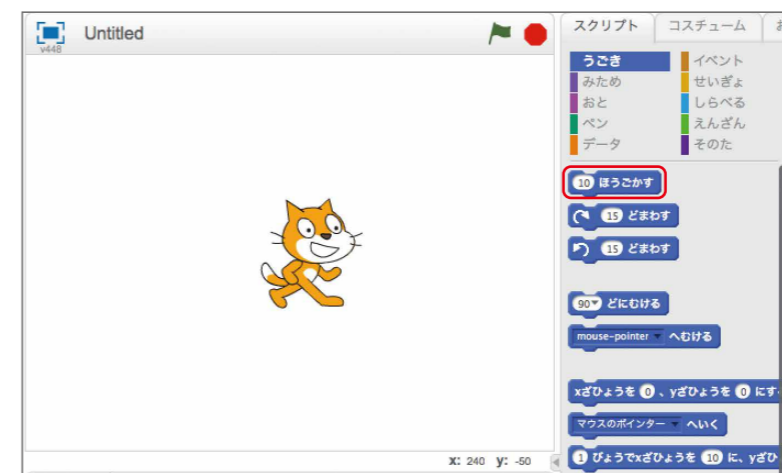 Untitled
v448
スクリプト コスチューム お
うごき イベント
みため せいぎょ
おと しらべる
ペン えんざん
データ そのた
10 ほうごかす
15 どまわす
15 どまわす
90 どにむける
mouse-pointer へむける
xざひょうを 0 、yざひょうを 0 にす
マウスのポインター へいく
1 びょうでxざひょうを 10 に、yざひ
X: 240 y: -50